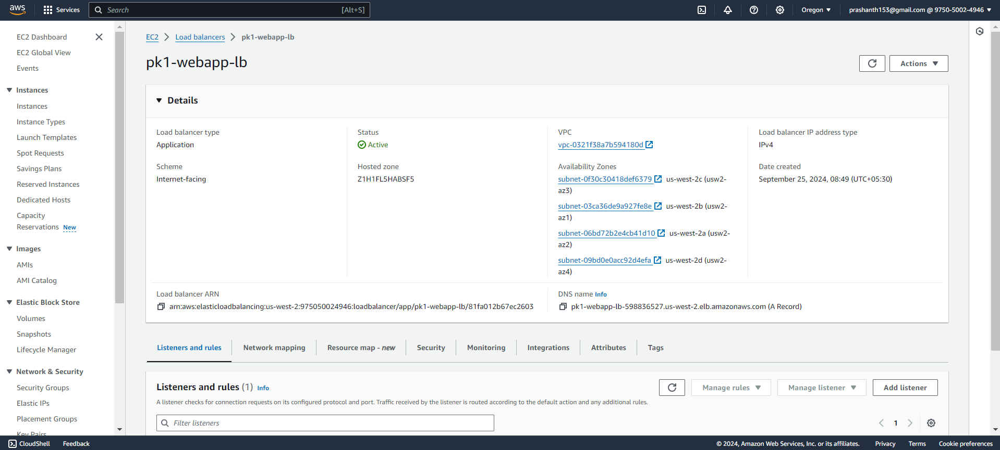 aws
Services
Search
[Alt+S]
Oregon
prashanth153@gmail.com @ 9750-5002-4946
EC2 Dashboard
EC2 Global View
Events
Instances
Instances
Instance Types
Launch Templates
Spot Requests
Savings Plans
Reserved Instances
Dedicated Hosts
Capacity
Reservations New
Images
AMIs
AMI Catalog
Elastic Block Store
Volumes
Snapshots
Lifecycle Manager
Network & Security
Security Groups
Elastic IPs
Placement Groups
Key Pairs
EC2
Load balancers
pk1-webapp-lb
pk1-webapp-lb
Actions
Details
Load balancer type
Application
Scheme
Internet-facing
Status
Active
Hosted zone
Z1H1FL5HABSF5
VPC
vpc-0321f38a7b594180d
Availability Zones
subnet-0f30c30418def6379 us-west-2c (usw2-
az3)
subnet-03ca36de9a927fe8e us-west-2b (usw2-
az1)
subnet-06bd72b2e4cb41d10 us-west-2a (usw2-
az2)
subnet-09bd0e0acc92d4efa us-west-2d (usw2-
az4)
Load balancer IP address type
IPv4
Date created
September 25, 2024, 08:49 (UTC+05:30)
Load balancer ARN
arn:aws:elasticloadbalancing:us-west-2:975050024946:loadbalancer/app/pk1-webapp-lb/81fa012b67ec2603
DNS name Info
pk1-webapp-lb-598836527.us-west-2.elb.amazonaws.com (A Record)
Listeners and rules
Network mapping
Resource map - new
Security
Monitoring
Integrations
Attributes
Tags
Listeners and rules (1) Info
Manage rules
Manage listener
Add listener
A listener checks for connection requests on its configured protocol and port. Traffic received by the listener is routed according to the default action and any additional rules.
Filter listeners
1
CloudShell
Feedback
© 2024, Amazon Web Services, Inc. or its affiliates.
Privacy
Terms
Cookie preferences